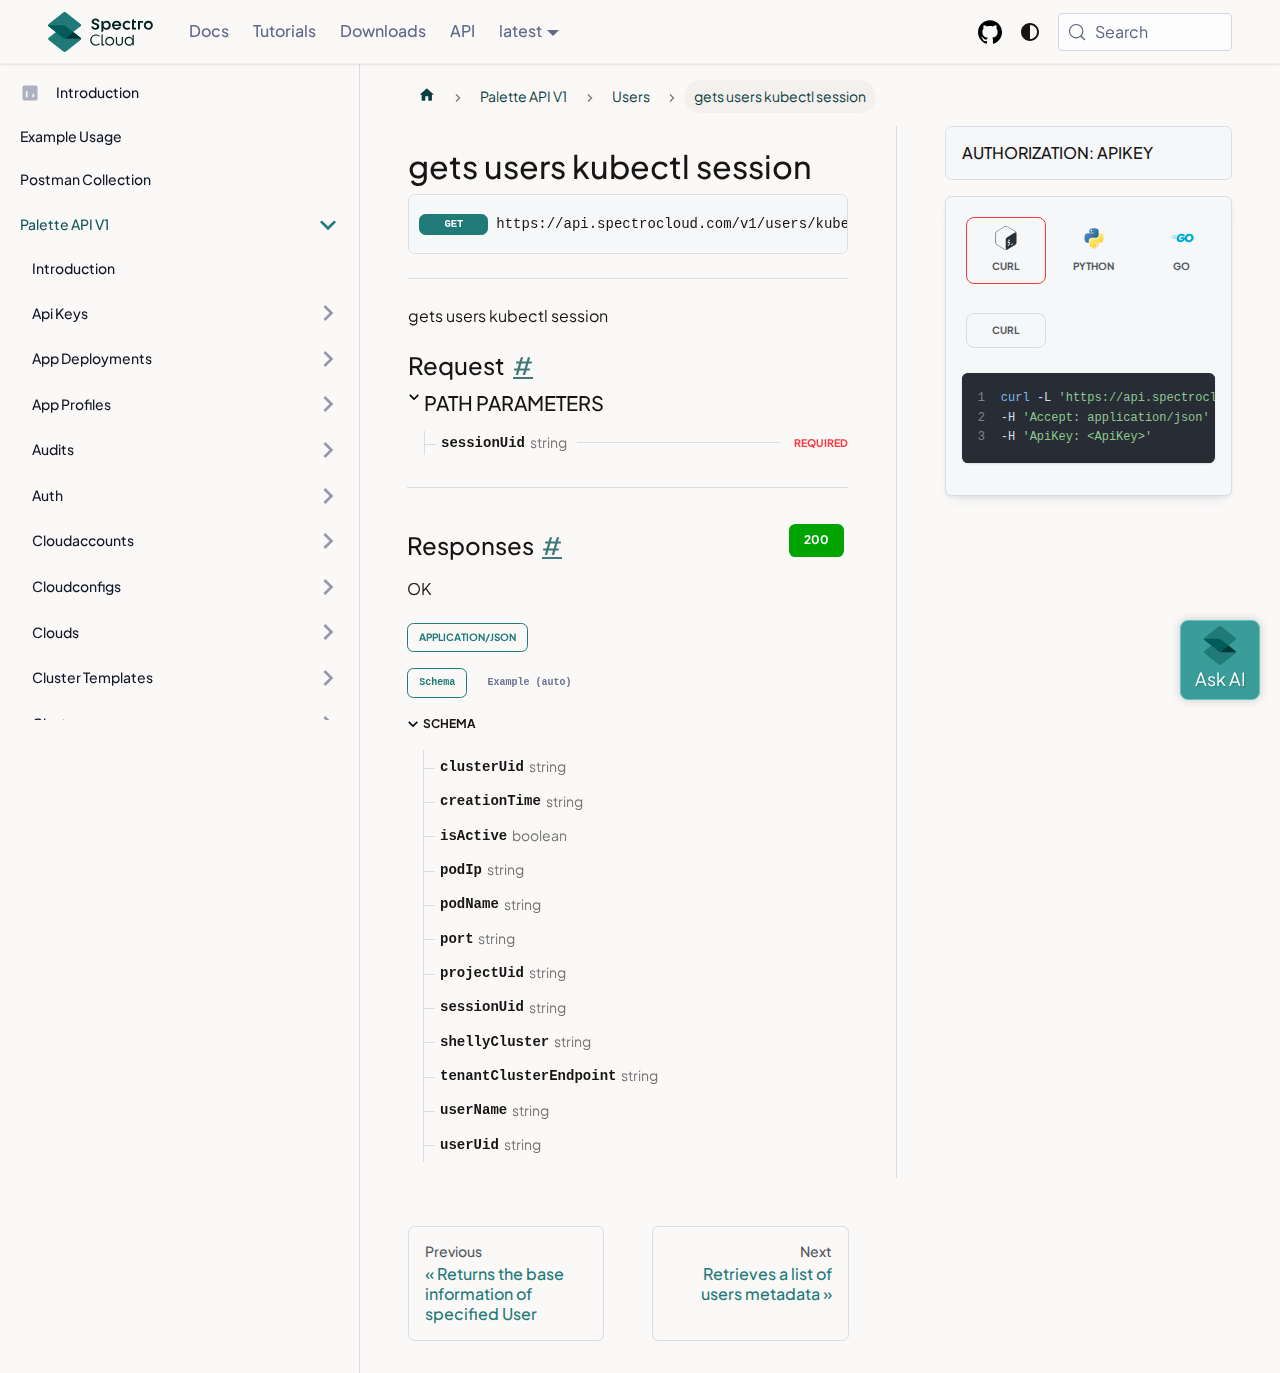 Spectro Cloud
Docs
Tutorials
Downloads
API
latest
Search
Introduction
Example Usage
Postman Collection
Palette API V1
Introduction
Api Keys
App Deployments
App Profiles
Audits
Auth
Cloudaccounts
Cloudconfigs
Clouds
Cluster Templates
Palette API V1
Users
gets users kubectl session
gets users kubectl session
GET https://api.spectrocloud.com/v1/users/kube
gets users kubectl session
Request #
PATH PARAMETERS
sessionUid string REQUIRED
Responses #
200
OK
APPLICATION/JSON
Schema Example (auto)
SCHEMA
clusterUid string
creationTime string
isActive boolean
podIp string
podName string
port string
projectUid string
sessionUid string
shellyCluster string
tenantClusterEndpoint string
userName string
userUid string
Previous
« Returns the base
information of
specified User
Next
Retrieves a list of
users metadata »
AUTHORIZATION: APIKEY
CURL
PYTHON
GO
CURL
1 curl -L 'https://api.spectrocl
2 -H 'Accept: application/json'
3 -H 'ApiKey: <ApiKey>'
Ask AI